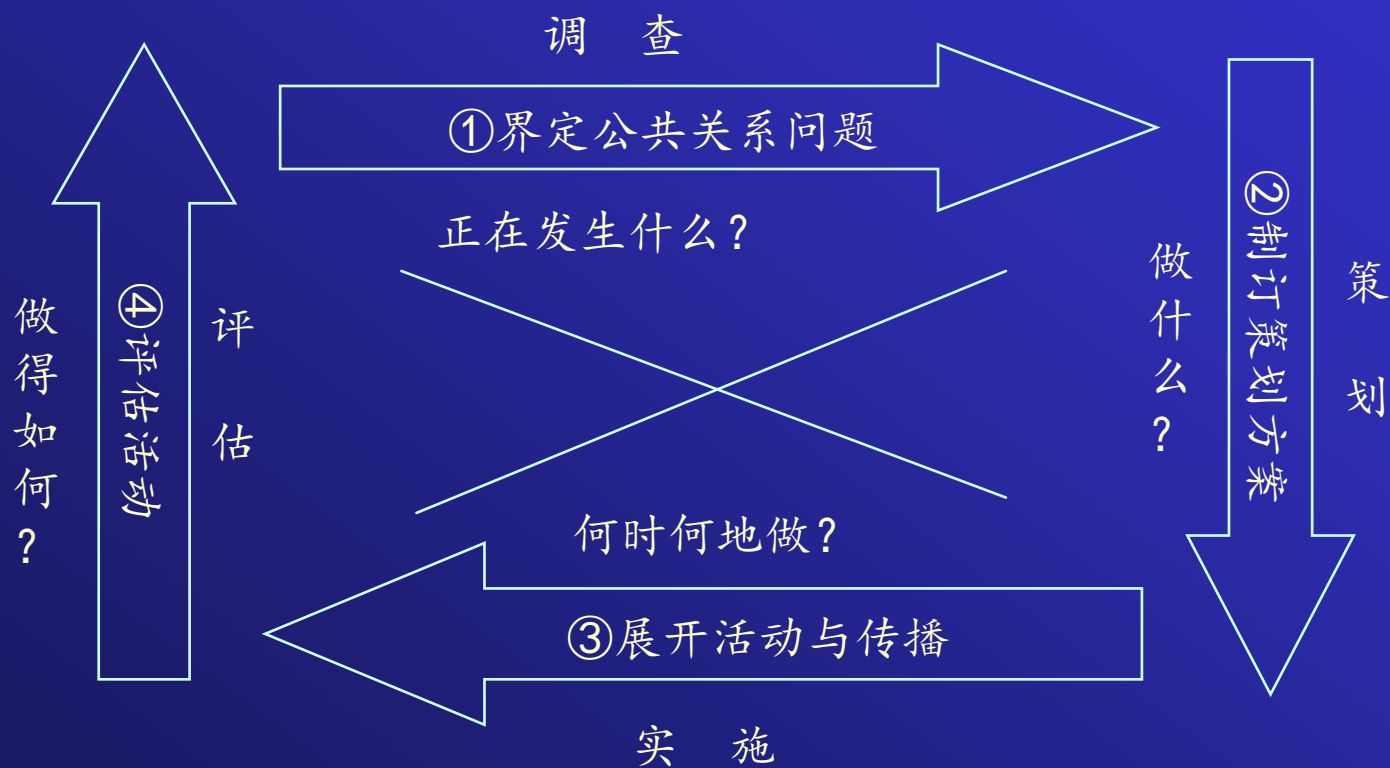 调 查
①界定公共关系问题
正在发生什么?
②制订策划方案
做什么?
策 划
何时何地做?
③展开活动与传播
实 施
④评估活动
评 估
做得如何?